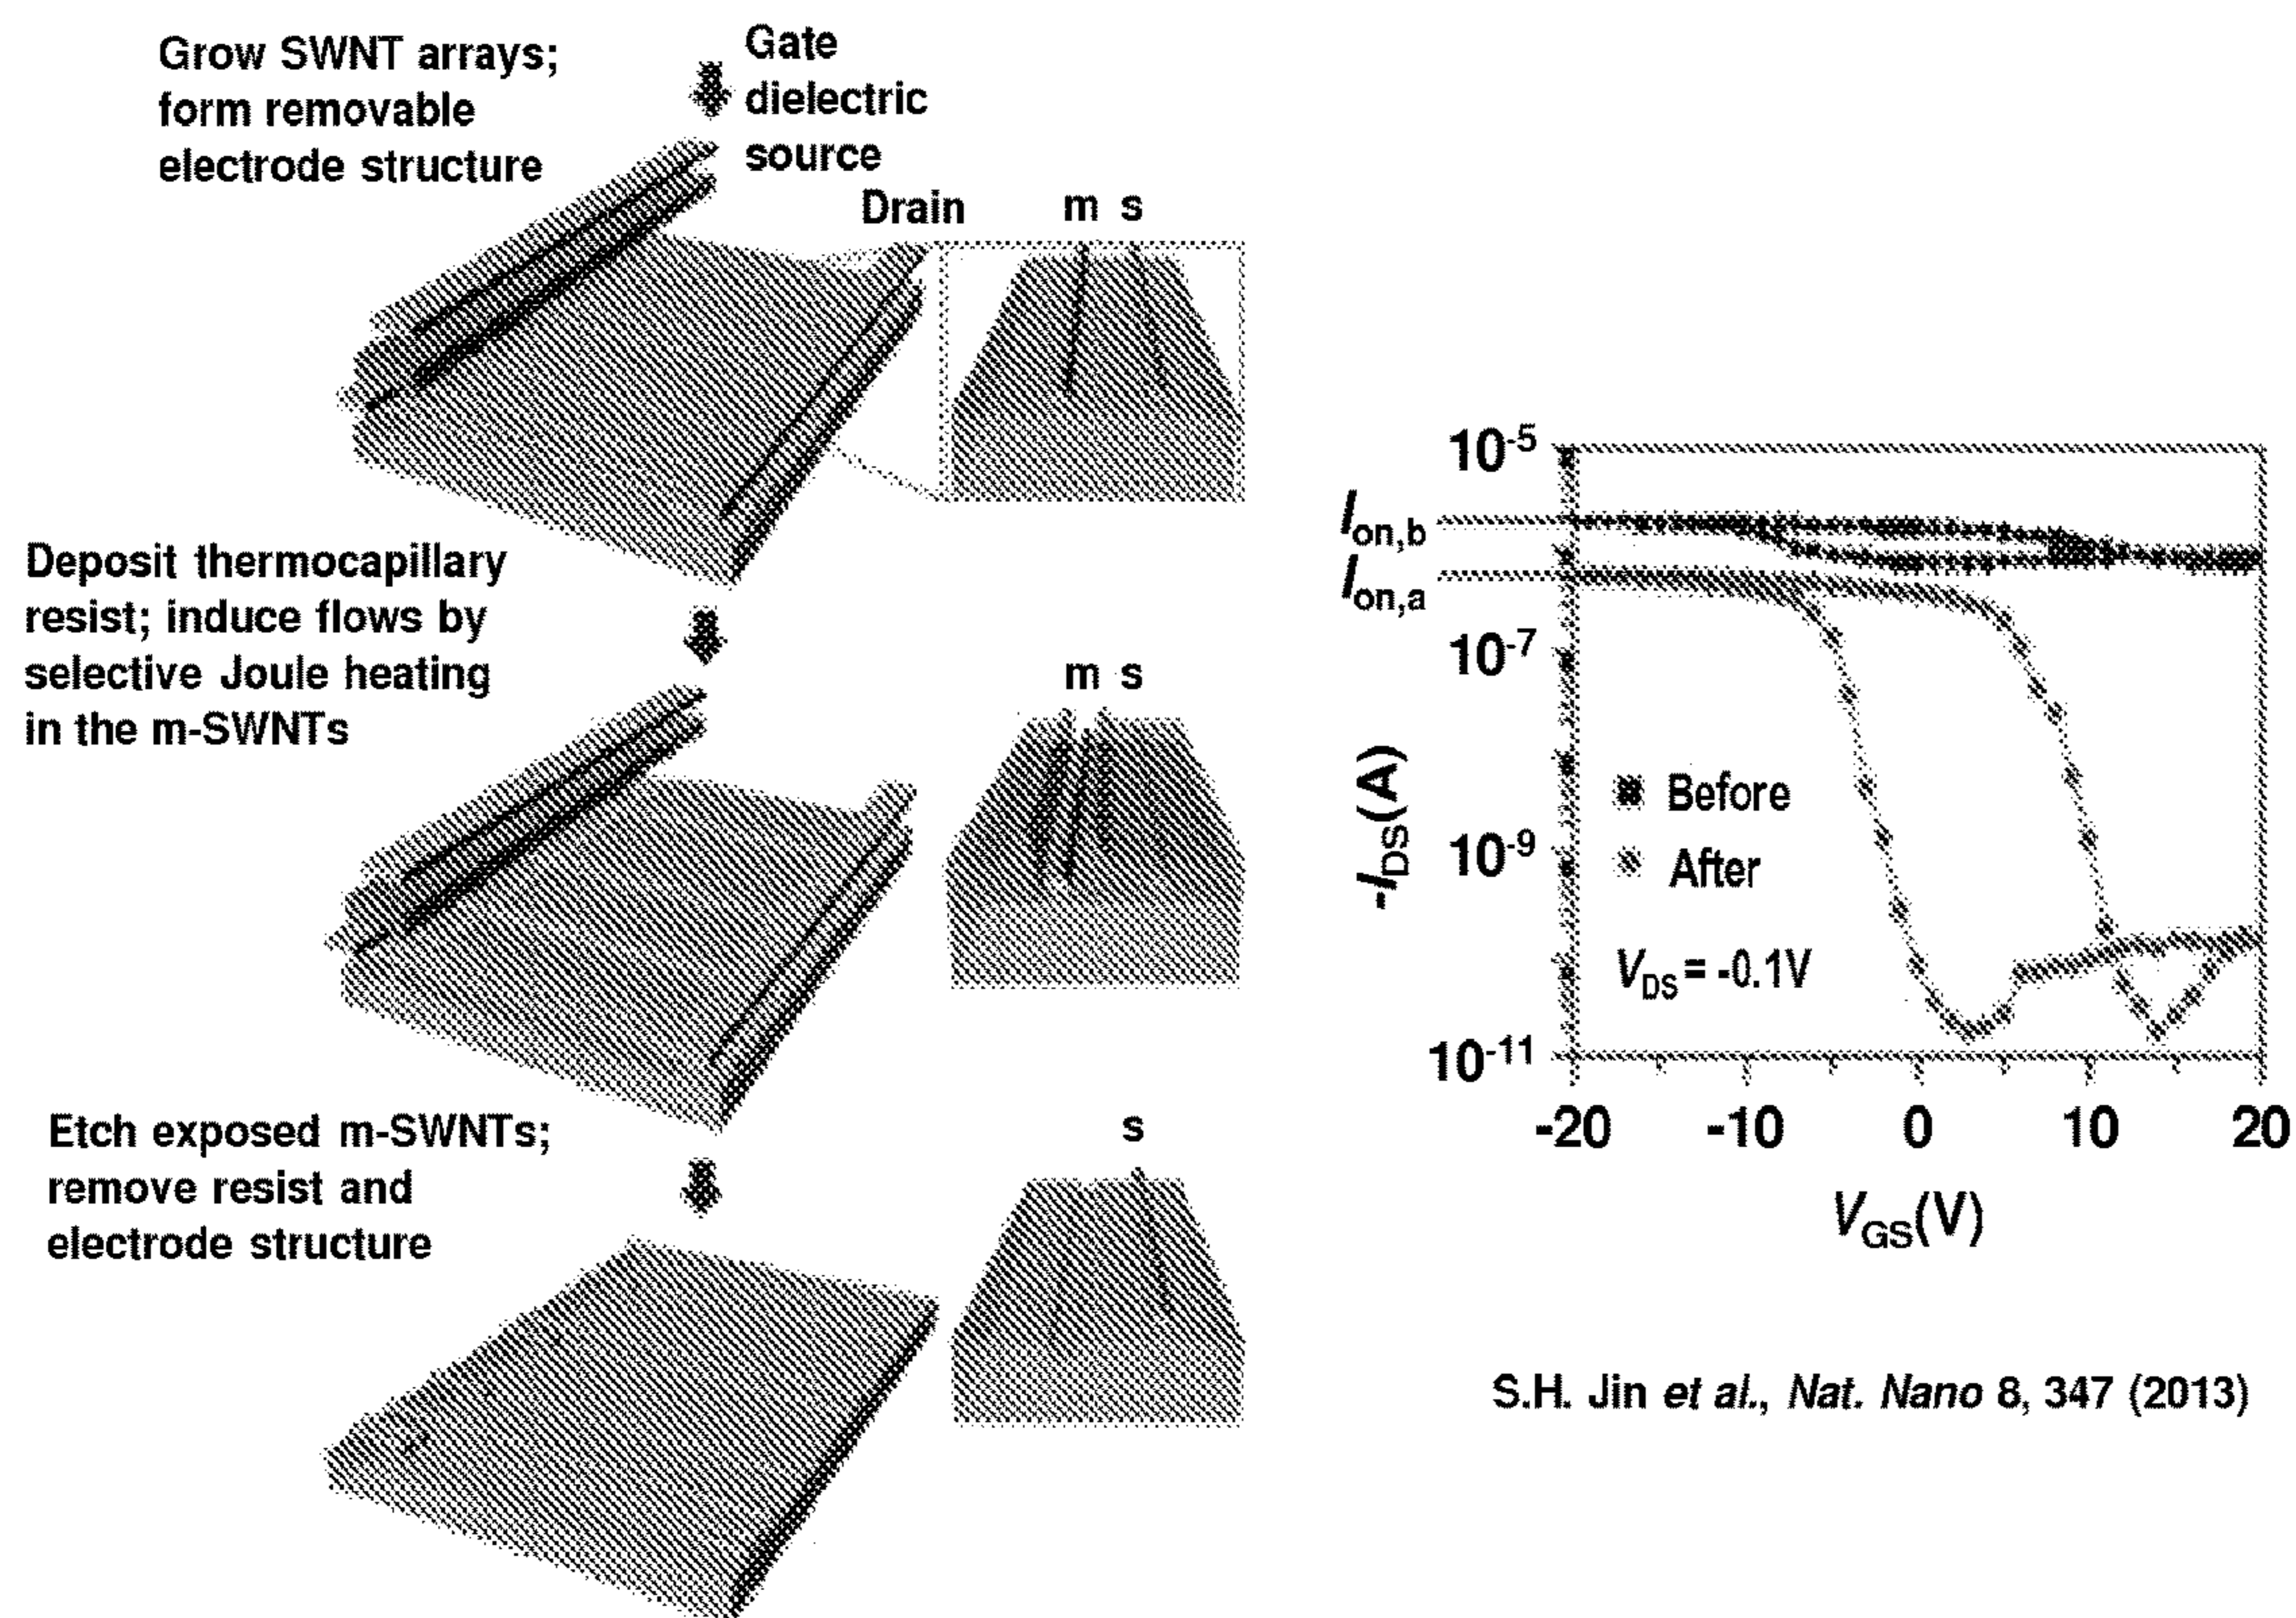 Grow SWNT arrays;
form removable
electrode structure
Gate
dielectric
source
Drain
m s
Deposit thermocapillary
resist; induce flows by
selective Joule heating
in the m-SWNTs
m s
Etch exposed m-SWNTs;
remove resist and
electrode structure
s
10-5
Ion,b
Ion,a
10-7
10-9
10-11
-IDS(A)
Before
After
VDS = -0.1V
-20 -10 0 10 20
VGS(V)
S.H. Jin et al., Nat. Nano 8, 347 (2013)